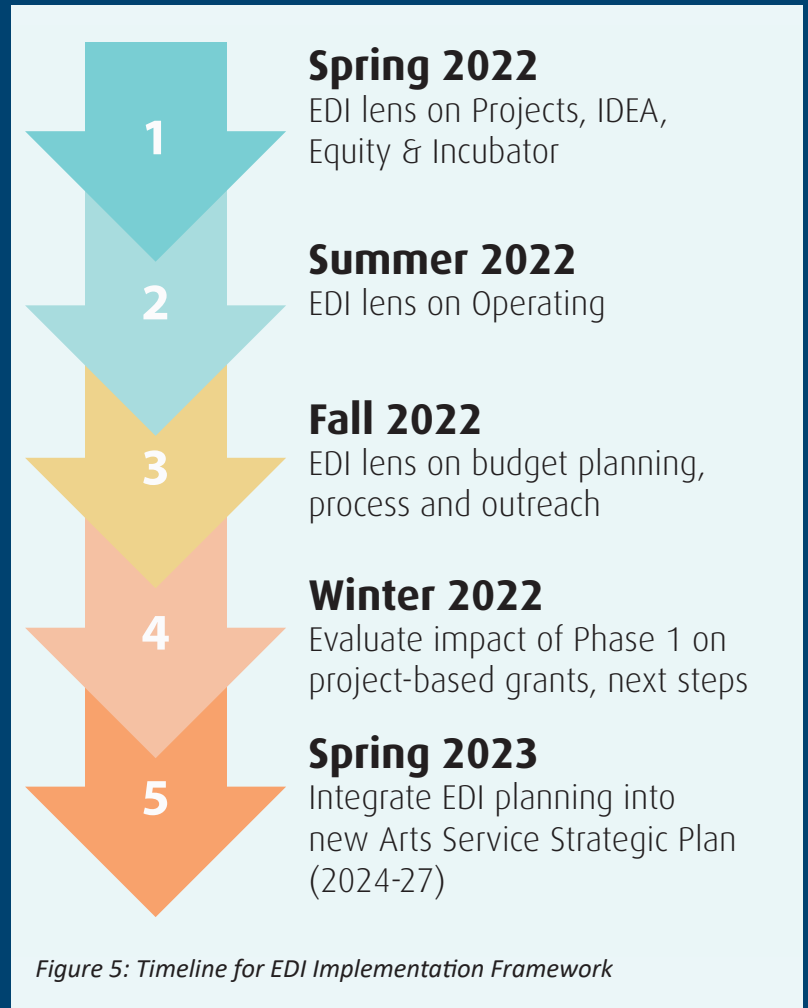 1
Spring 2022
EDI lens on Projects, IDEA,
Equity & Incubator
2
Summer 2022
EDI lens on Operating
3
Fall 2022
EDI lens on budget planning,
process and outreach
4
Winter 2022
Evaluate impact of Phase 1 on
project-based grants, next steps
5
Spring 2023
Integrate EDI planning into
new Arts Service Strategic Plan
(2024-27)
Figure 5: Timeline for EDI Implementation Framework